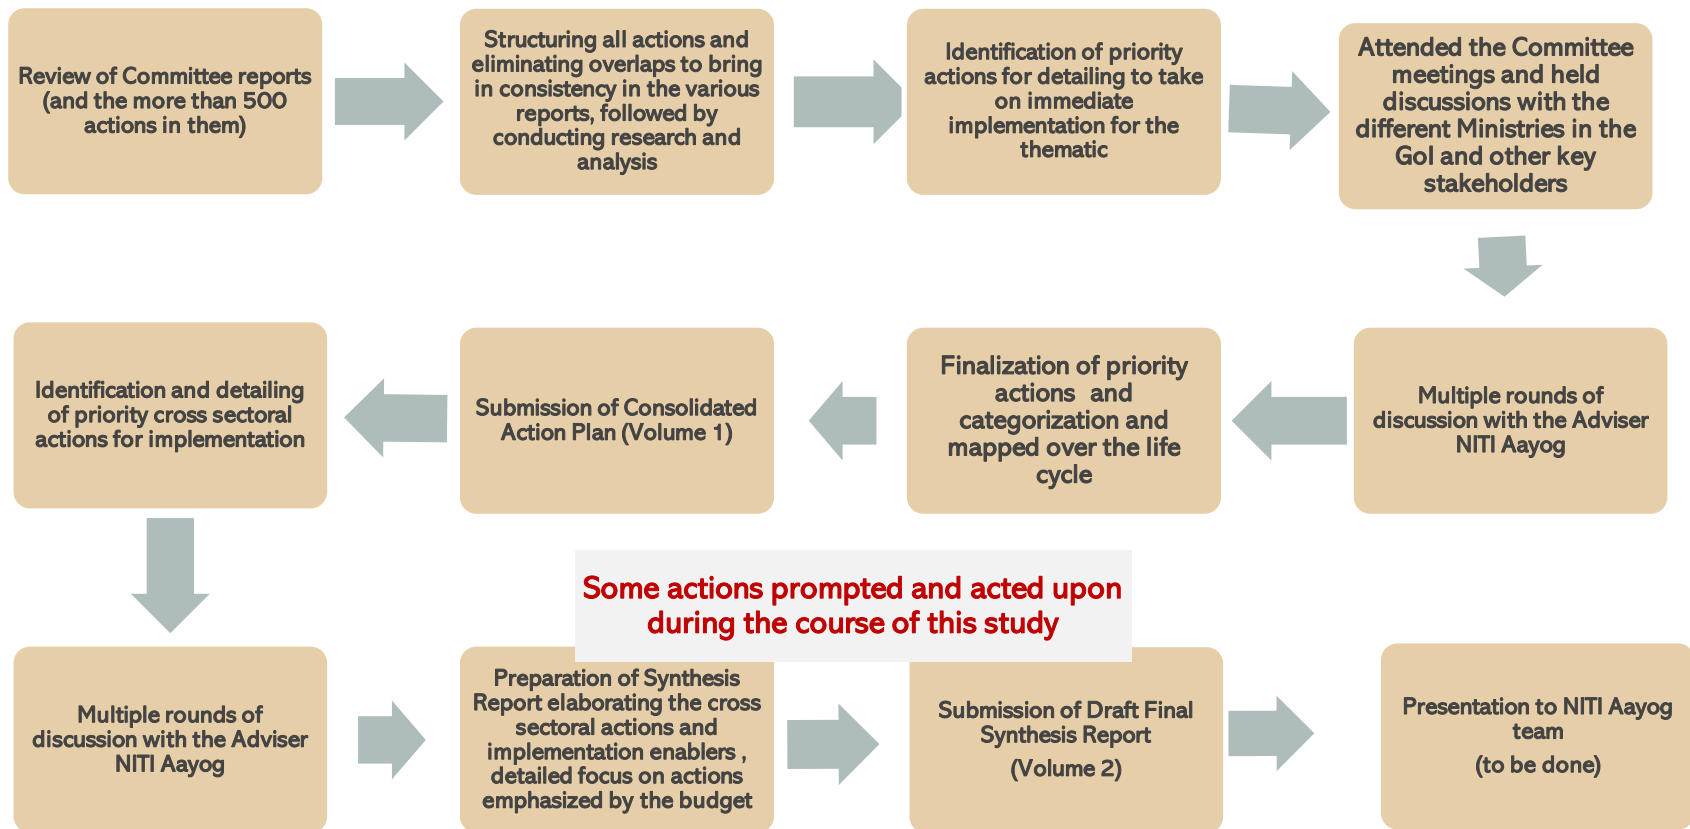 Review of Committee reports
(and the more than 500
actions in them)
Structuring all actions and
eliminating overlaps to bring
in consistency in the various
reports, followed by
conducting research and
analysis
Identification of priority
actions for detailing to take
on immediate
implementation for the
thematic
Attended the Committee
meetings and held
discussions with the
different Ministries in the
GoI and other key
stakeholders
Multiple rounds of
discussion with the Adviser
NITI Aayog
Finalization of priority
actions and
categorization and
mapped over the life
cycle
Submission of Consolidated
Action Plan (Volume 1)
Identification and detailing
of priority cross sectoral
actions for implementation
Some actions prompted and acted upon
during the course of this study
Multiple rounds of
discussion with the Adviser
NITI Aayog
Preparation of Synthesis
Report elaborating the cross
sectoral actions and
implementation enablers ,
detailed focus on actions
emphasized by the budget
Submission of Draft Final
Synthesis Report
(Volume 2)
Presentation to NITI Aayog
team
(to be done)